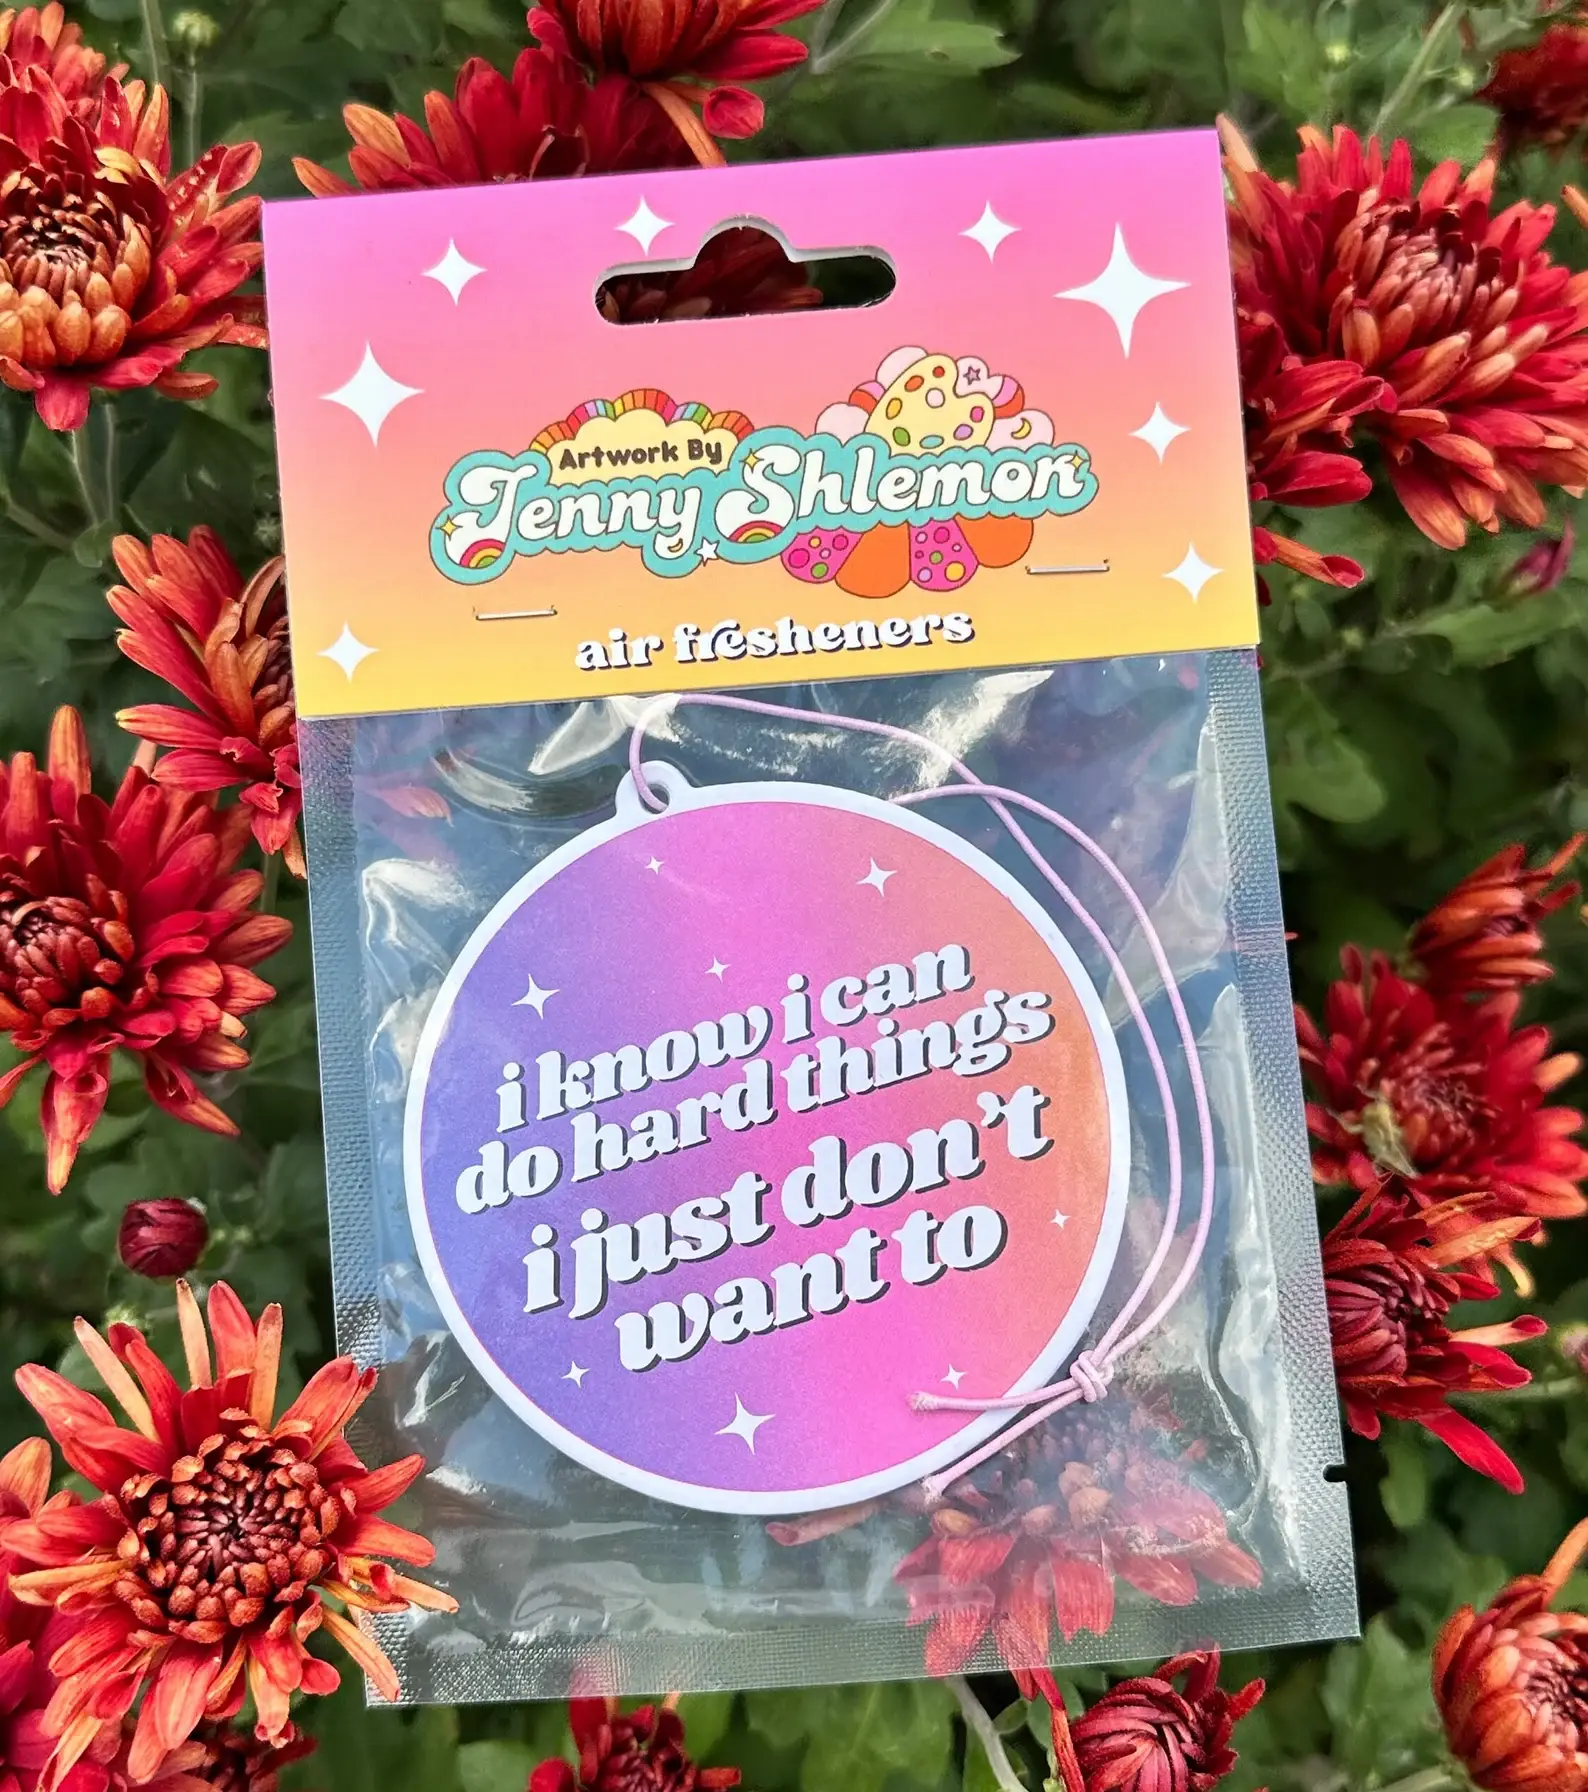 Artwork By
Jenny Shlemon
air fresheners
i know i can
do hard things
i just don't
want to